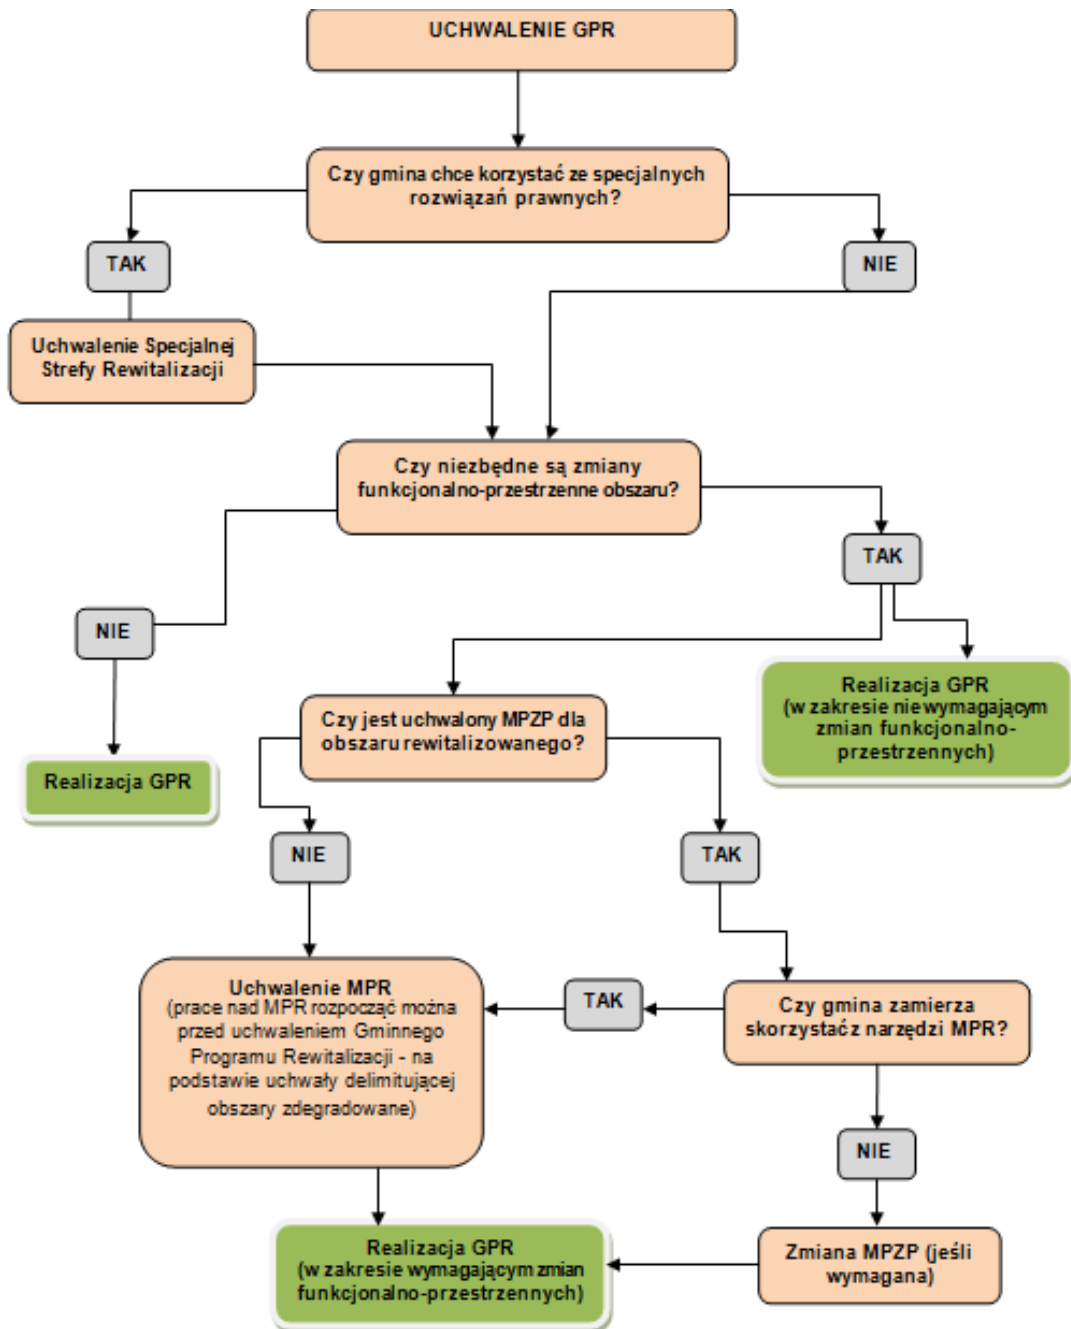 UCHWALENIE GPR
Czy gmina chce korzystać ze specjalnych
rozwiązań prawnych?
TAK
NIE
Uchwalenie Specjalnej
Strefy Rewitalizacji
Czy niezbędne są zmiany
funkcjonalno-przestrzenne obszaru?
TAK
NIE
Realizacja GPR
(w zakresie niewymagającym
zmian funkcjonalno-
przestrzennych)
Czy jest uchwalony MPZP dla
obszaru rewitalizowanego?
Realizacja GPR
NIE
TAK
Uchwalenie MPR
(prace nad MPR rozpocząć można
przed uchwaleniem Gminnego
Programu Rewitalizacji - na
podstawie uchwały delimitującej
obszary zdegradowane)
TAK
Czy gmina zamierza
skorzystaćz narzędzi MPR?
NIE
Realizacja GPR
(w zakresie wymagającym zmian
funkcjonalno-przestrzennych)
Zmiana MPZP (jeśli
wymagana)